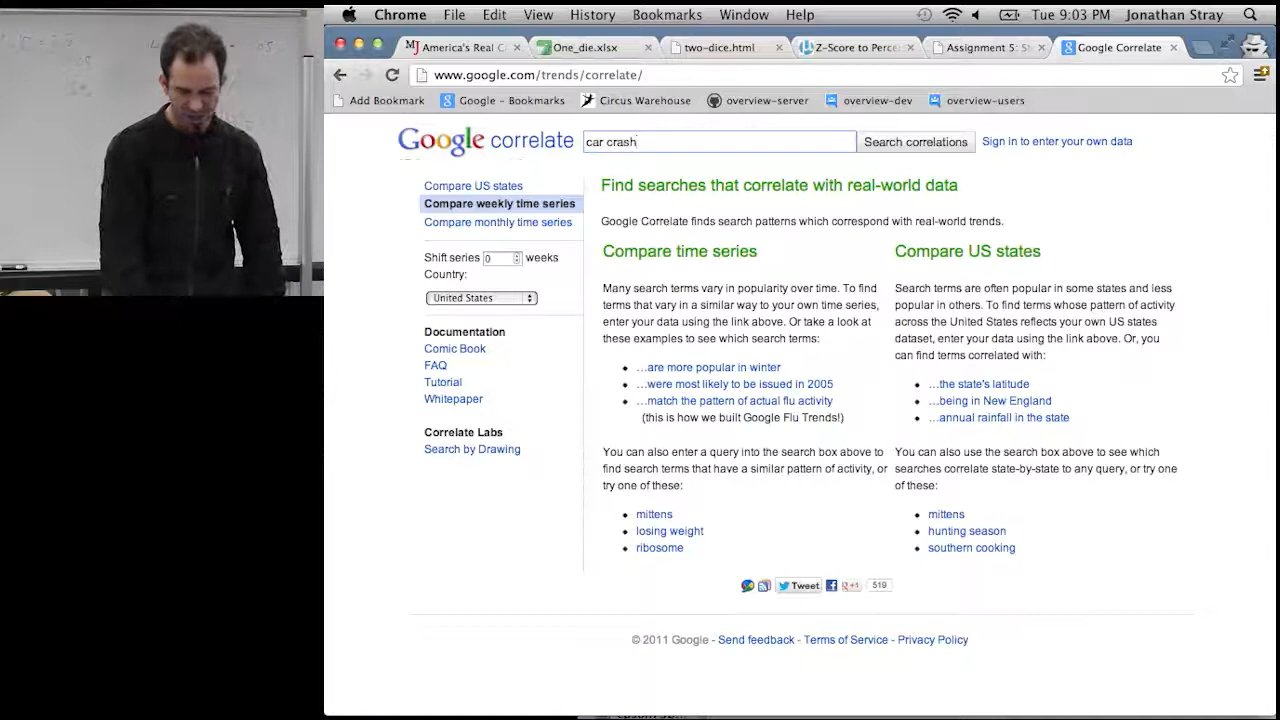 Chrome File Edit View History Bookmarks Window Help Tue 9:03 PM Jonathan Stray
America's Real C
One_die.xlsx
two-dice.html
Z-Score to Perce
Assignment 5: St
Google Correlate
www.google.com/trends/correlate/
Add Bookmark Google - Bookmarks Circus Warehouse overview-server overview-dev overview-users
Google correlate car crash Search correlations Sign in to enter your own data
Compare US states
Compare weekly time series
Compare monthly time series
Shift series 0 weeks
Country:
United States
Documentation
Comic Book
FAQ
Tutorial
Whitepaper
Correlate Labs
Search by Drawing
Find searches that correlate with real-world data
Google Correlate finds search patterns which correspond with real-world trends.
Compare time series
Many search terms vary in popularity over time. To find
terms that vary in a similar way to your own time series,
enter your data using the link above. Or take a look at
these examples to see which search terms:
...are more popular in winter
...were most likely to be issued in 2005
...match the pattern of actual flu activity
(this is how we built Google Flu Trends!)
You can also enter a query into the search box above to
find search terms that have a similar pattern of activity, or
try one of these:
mittens
losing weight
ribosome
Compare US states
Search terms are often popular in some states and less
popular in others. To find terms whose pattern of activity
across the United States reflects your own US states
dataset, enter your data using the link above. Or, you
can find terms correlated with:
...the state's latitude
...being in New England
...annual rainfall in the state
You can also use the search box above to see which
searches correlate state-by-state to any query, or try one
of these:
mittens
hunting season
southern cooking
Tweet +1 519
© 2011 Google - Send feedback - Terms of Service - Privacy Policy